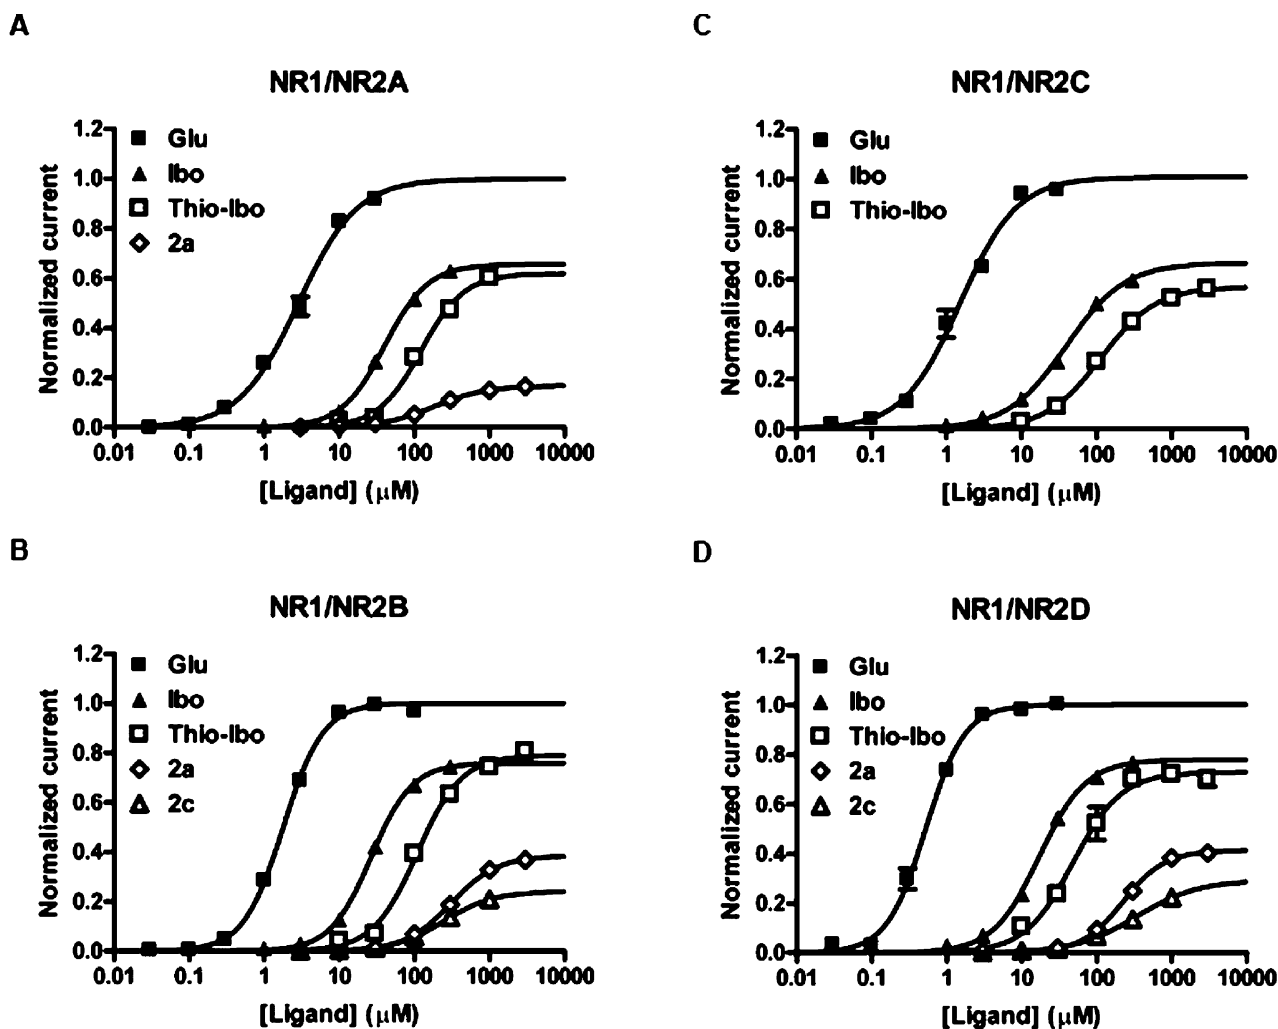 A
NR1/NR2A
Normalized current
1.2
1.0
0.8
0.6
0.4
0.2
0.0
Glu
Ibo
Thio-Ibo
2a
0.01 0.1 1 10 100 1000 10000
[Ligand] (μM)
C
NR1/NR2C
Normalized current
1.2
1.0
0.8
0.6
0.4
0.2
0.0
Glu
Ibo
Thio-Ibo
0.01 0.1 1 10 100 1000 10000
[Ligand] (μM)
B
NR1/NR2B
Normalized current
1.2
1.0
0.8
0.6
0.4
0.2
0.0
Glu
Ibo
Thio-Ibo
2a
2c
0.01 0.1 1 10 100 1000 10000
[Ligand] (μM)
D
NR1/NR2D
Normalized current
1.2
1.0
0.8
0.6
0.4
0.2
0.0
Glu
Ibo
Thio-Ibo
2a
2c
0.01 0.1 1 10 100 1000 10000
[Ligand] (μM)